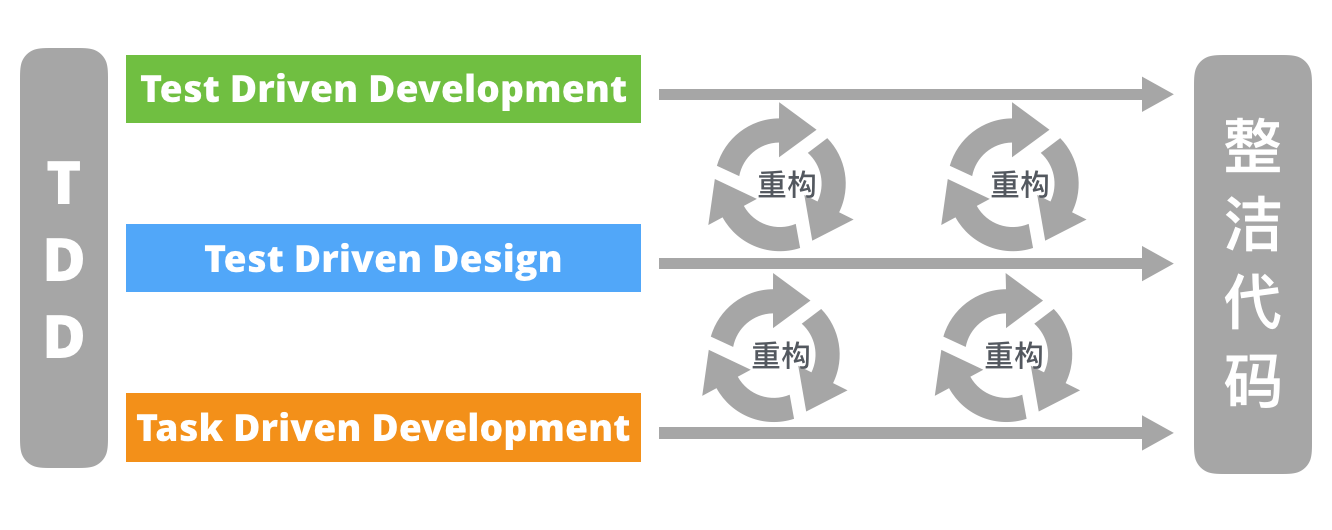 TDD
Test Driven Development
重构
重构
Test Driven Design
重构
重构
Task Driven Development
整洁代码